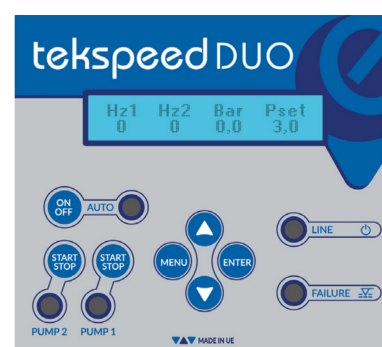 tekspeed DUO
Hz1 Hz2 Bar Pset
0 0 0,0 3,0
ON
OFF
AUTO
LINE
START
STOP
START
STOP
MENU
ENTER
FAILURE
PUMP 2
PUMP 1
MADE IN UE